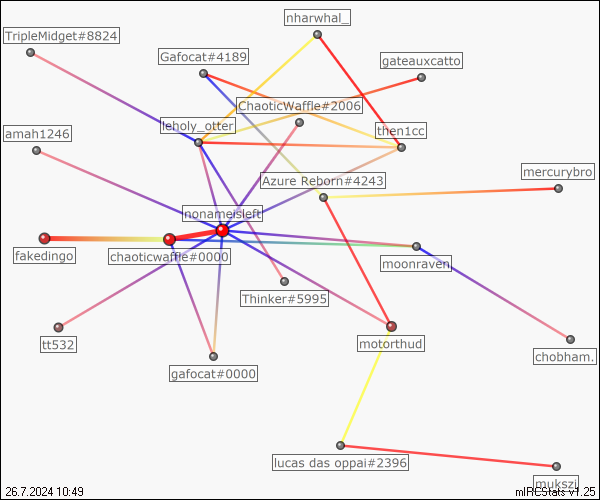 nharwhal_
TripleMidget#8824
Gafocat#4189
gateauxcatto
ChaoticWaffle#2006
leholy_otter
then1cc
amah1246
mercurybro
Azure Reborn#4243
nonameisleft
fakedingo
chaoticwaffle#0000
moonraven_
Thinker#5995
tt532
motorthud
chobham.
gafocat#0000
lucas das oppai#2396
mukszi
26.7.2024 10:49
mIRCStats v1.25